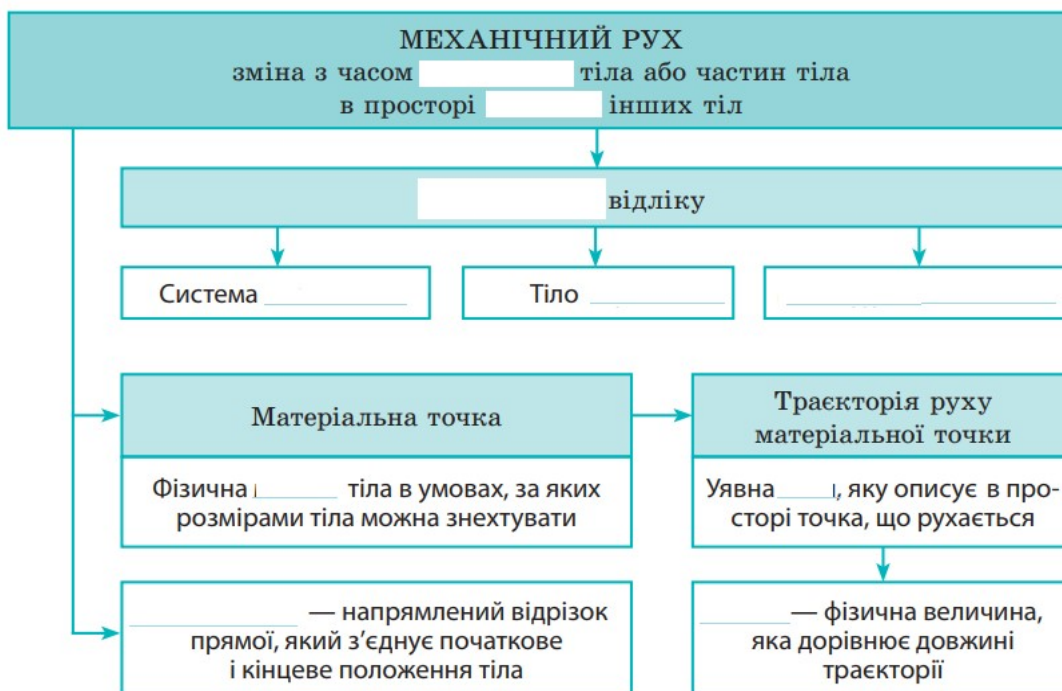 МЕХАНІЧНИЙ РУХ
зміна з часом тіла або частин тіла
в просторі інших тіл
відліку
Система
Тіло
Матеріальна точка
Траєкторія руху
матеріальної точки
Фізична тіла в умовах, за яких
розмірами тіла можна знехтувати
Уявна , яку описує в про-
сторі точка, що рухається
— напрямлений відрізок
прямої, який з’єднує початкове
і кінцеве положення тіла
— фізична величина,
яка дорівнює довжині
траєкторії